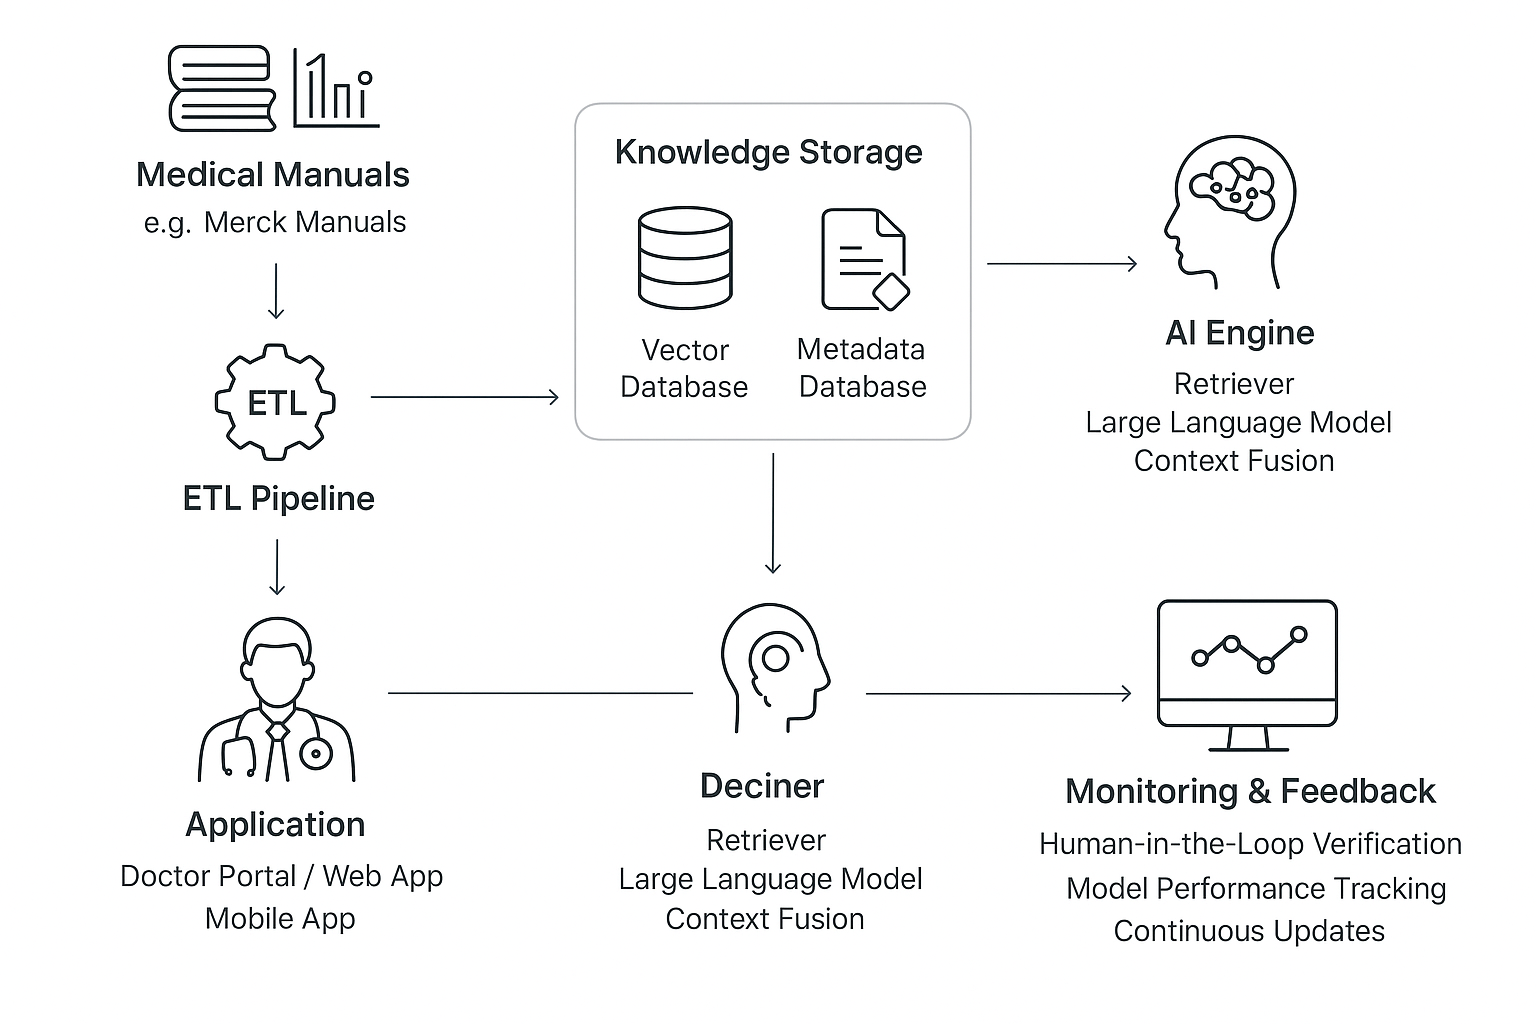 Medical Manuals
e.g. Merck Manuals
ETL
ETL Pipeline
Knowledge Storage
Vector
Database
Metadata
Database
AI Engine
Retriever
Large Language Model
Context Fusion
Application
Doctor Portal / Web App
Mobile App
Deciner
Retriever
Large Language Model
Context Fusion
Monitoring & Feedback
Human-in-the-Loop Verification
Model Performance Tracking
Continuous Updates